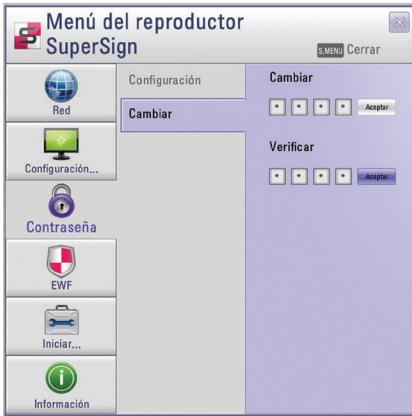 Menú del reproductor
SuperSign
S.MENU Cerrar
Red
Configuración...
Contraseña
EWF
Iniciar...
Información
Configuración
Cambiar
Cambiar
* * * * Aceptar
Verificar
* * * * Aceptar